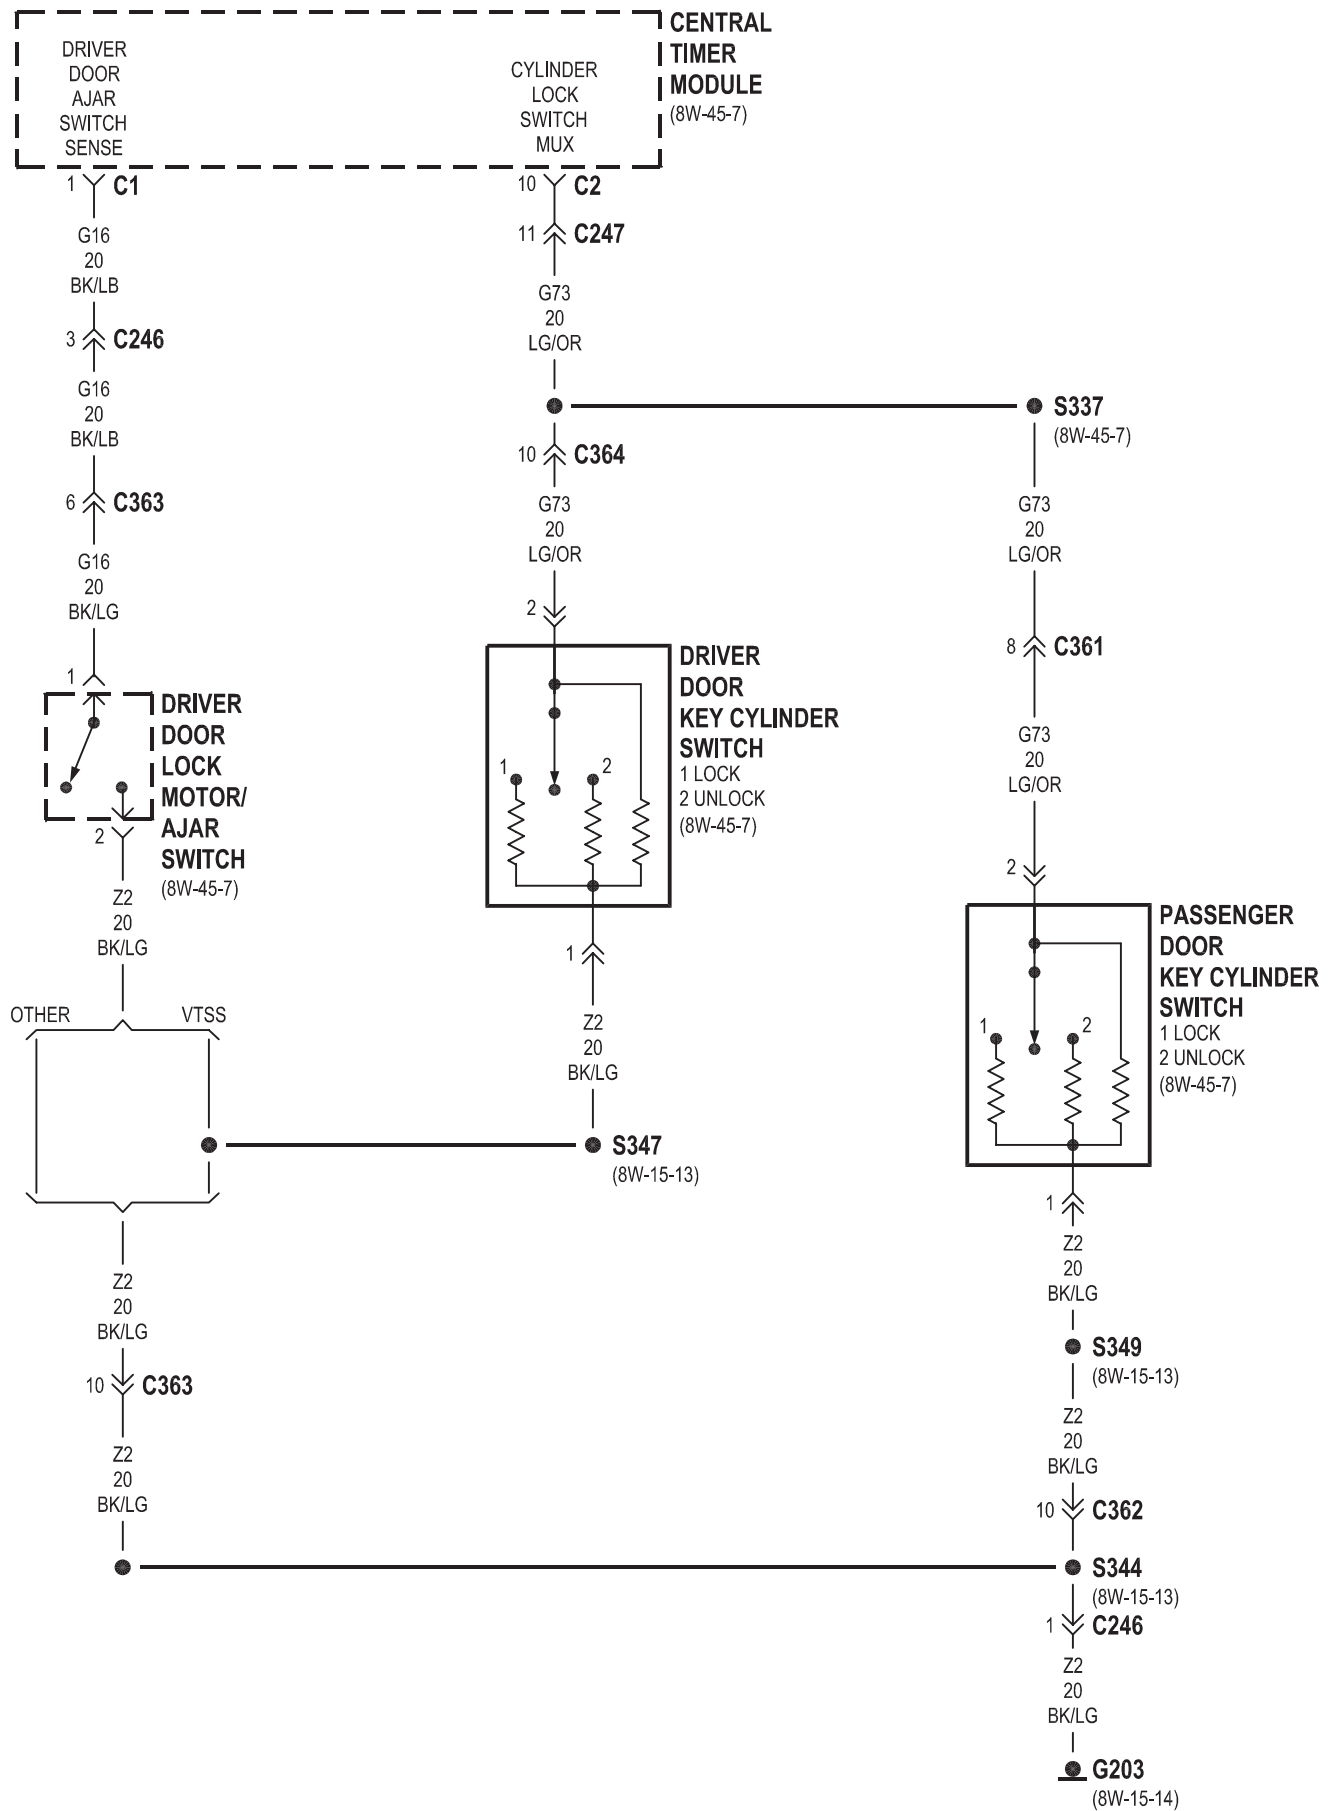 CENTRAL
TIMER
MODULE
(8W-45-7)
DRIVER
DOOR
AJAR
SWITCH
SENSE
CYLINDER
LOCK
SWITCH
MUX
1 C1
10 C2
11 C247
G16
20
BK/LB
G73
20
LG/OR
3 C246
G16
20
BK/LB
S337
(8W-45-7)
10 C364
6 C363
G73
20
LG/OR
G73
20
LG/OR
G16
20
BK/LG
2
8 C361
1
DRIVER
DOOR
LOCK
MOTOR/
AJAR
SWITCH
(8W-45-7)
2
DRIVER
DOOR
KEY CYLINDER
SWITCH
1 LOCK
2 UNLOCK
(8W-45-7)
1 2
G73
20
LG/OR
2
Z2
20
BK/LG
1
PASSENGER
DOOR
KEY CYLINDER
SWITCH
1 LOCK
2 UNLOCK
(8W-45-7)
1 2
OTHER VTSS
Z2
20
BK/LG
S347
(8W-15-13)
1
Z2
20
BK/LG
Z2
20
BK/LG
S349
(8W-15-13)
10 C363
Z2
20
BK/LG
Z2
20
BK/LG
10 C362
S344
(8W-15-13)
1 C246
Z2
20
BK/LG
G203
(8W-15-14)